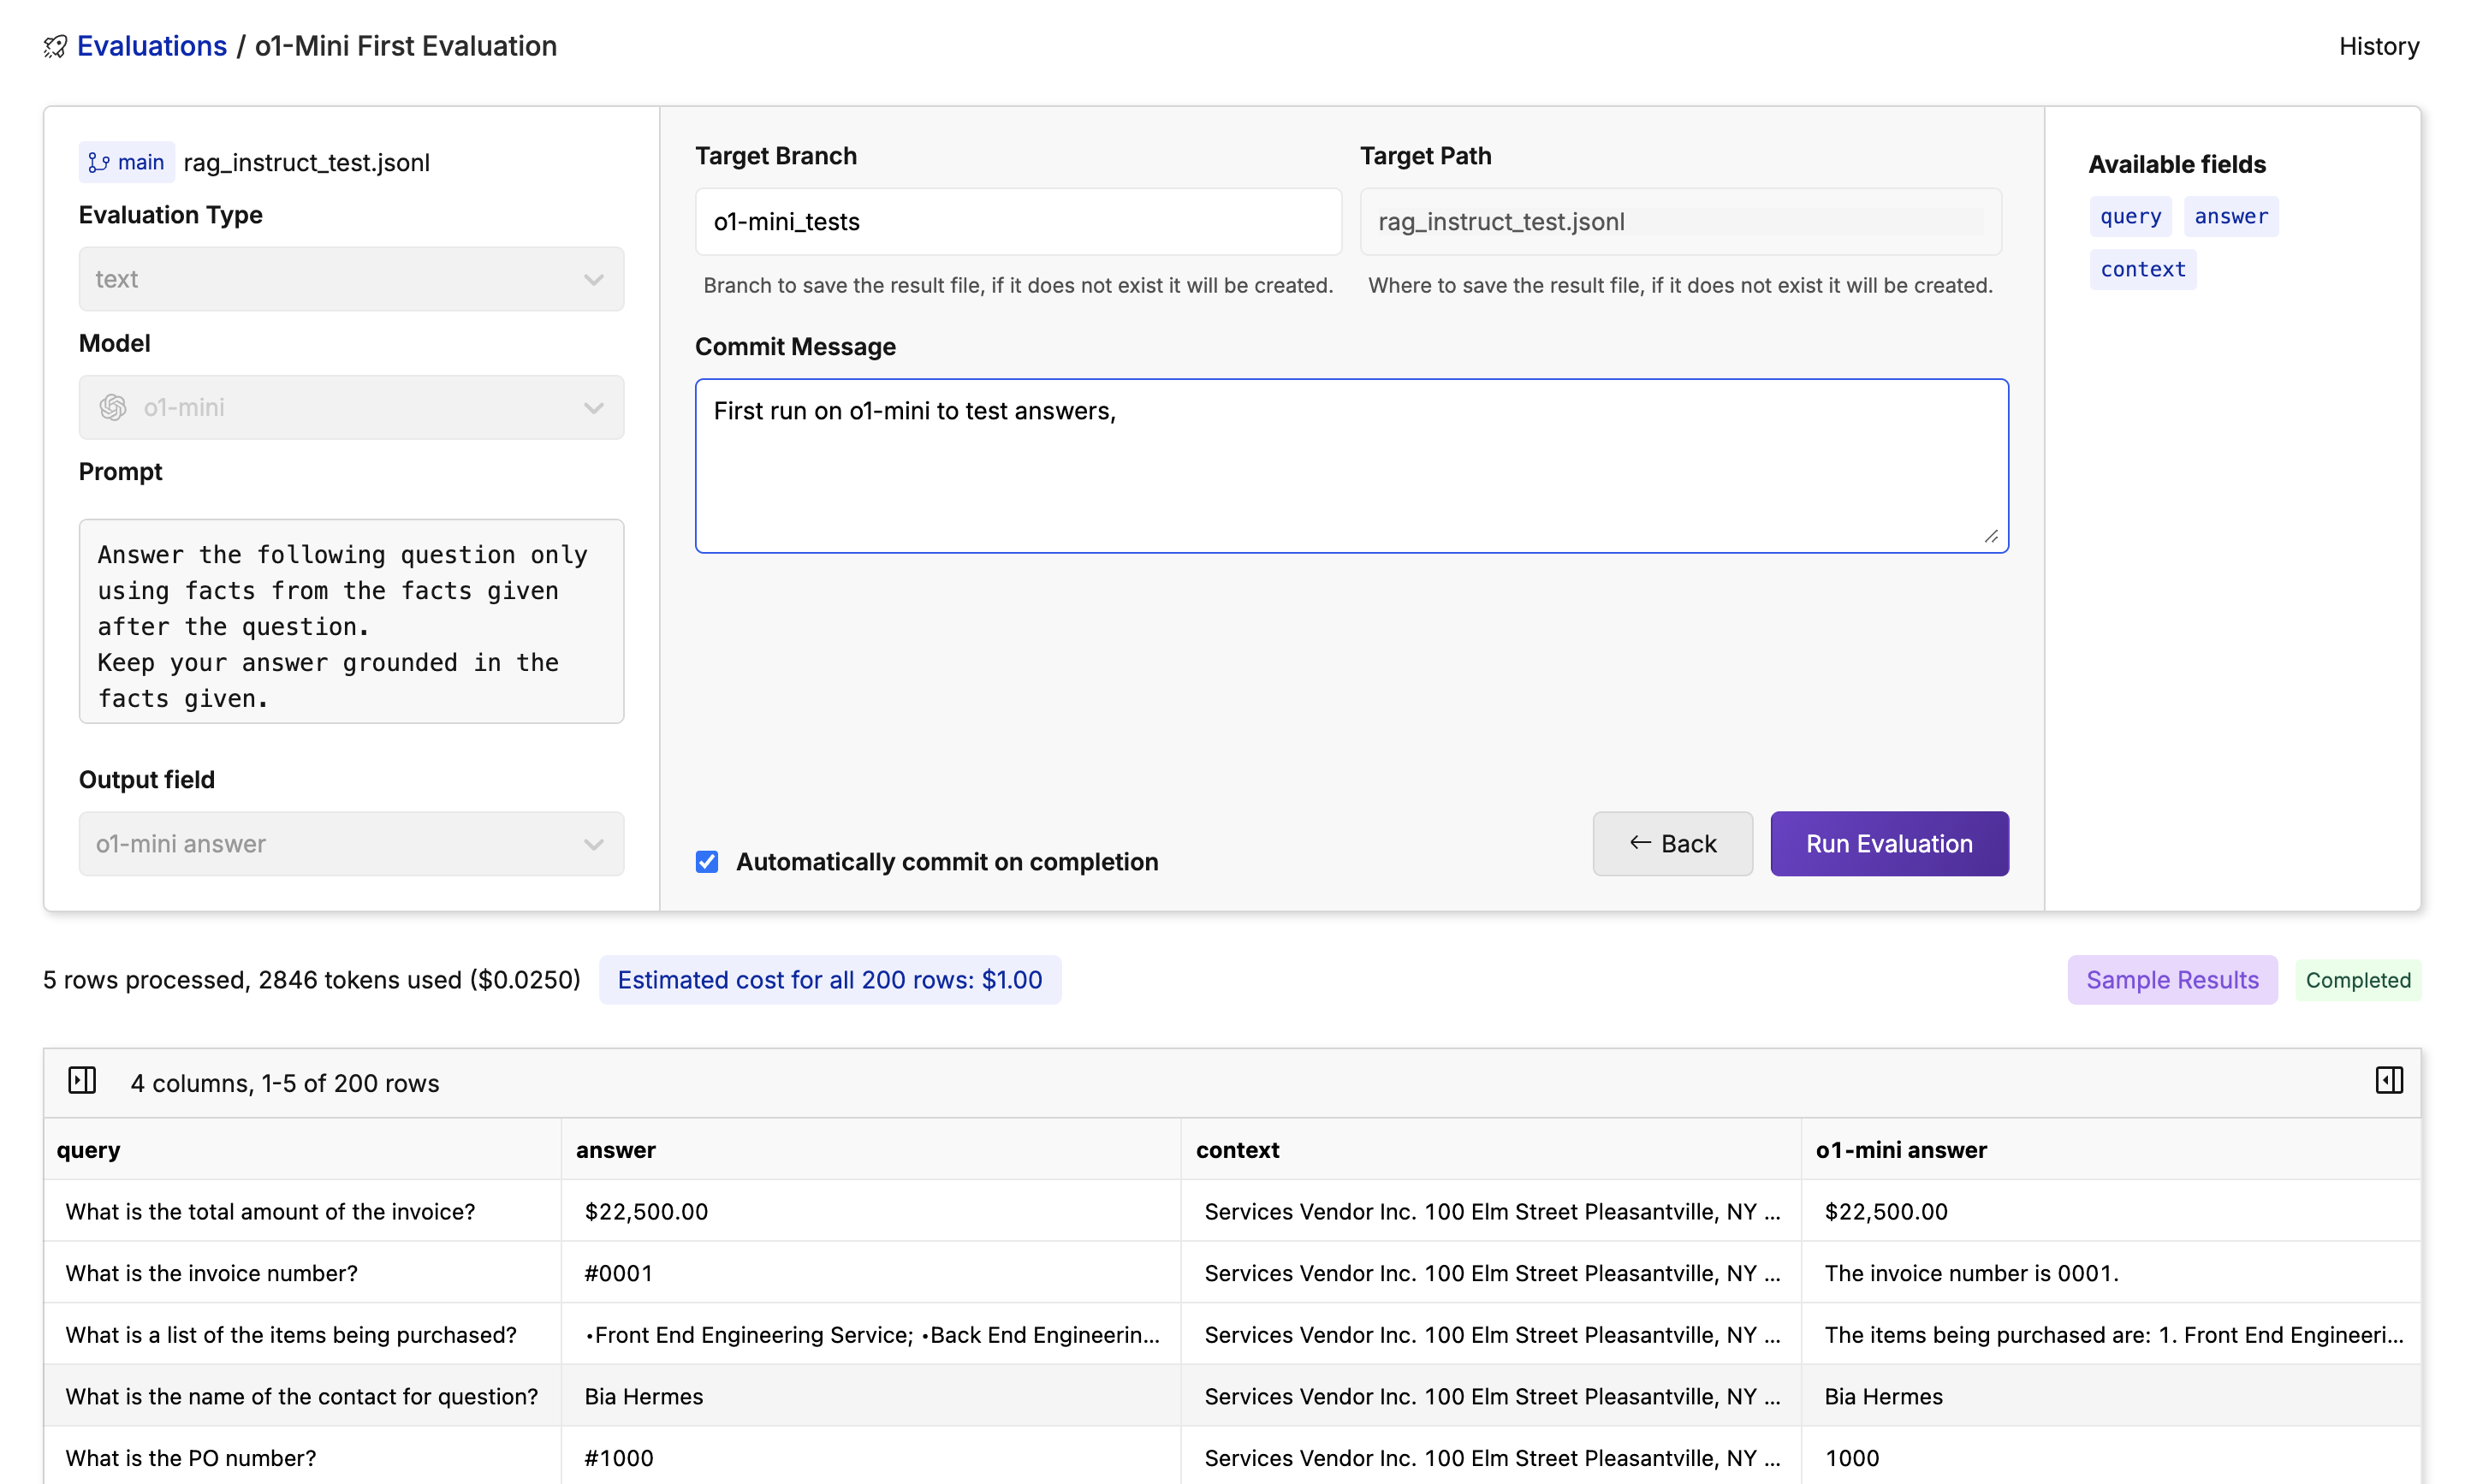 Evaluations / o1-Mini First Evaluation
History
main rag_instruct_test.jsonl
Evaluation Type
text
Model
o1-mini
Prompt
Answer the following question only
using facts from the facts given
after the question.
Keep your answer grounded in the
facts given.
Output field
o1-mini answer
Target Branch
o1-mini_tests
Branch to save the result file, if it does not exist it will be created.
Target Path
rag_instruct_test.jsonl
Where to save the result file, if it does not exist it will be created.
Commit Message
First run on o1-mini to test answers,
Automatically commit on completion
← Back
Run Evaluation
Available fields
query answer
context
5 rows processed, 2846 tokens used ($0.0250) Estimated cost for all 200 rows: $1.00
Sample Results Completed
4 columns, 1-5 of 200 rows
query answer context o1-mini answer
What is the total amount of the invoice? $22,500.00 Services Vendor Inc. 100 Elm Street Pleasantville, NY ... $22,500.00
What is the invoice number? #0001 Services Vendor Inc. 100 Elm Street Pleasantville, NY ... The invoice number is 0001.
What is a list of the items being purchased? •Front End Engineering Service; •Back End Engineerin... Services Vendor Inc. 100 Elm Street Pleasantville, NY ... The items being purchased are: 1. Front End Engineeri...
What is the name of the contact for question? Bia Hermes Services Vendor Inc. 100 Elm Street Pleasantville, NY ... Bia Hermes
What is the PO number? #1000 Services Vendor Inc. 100 Elm Street Pleasantville, NY ... 1000